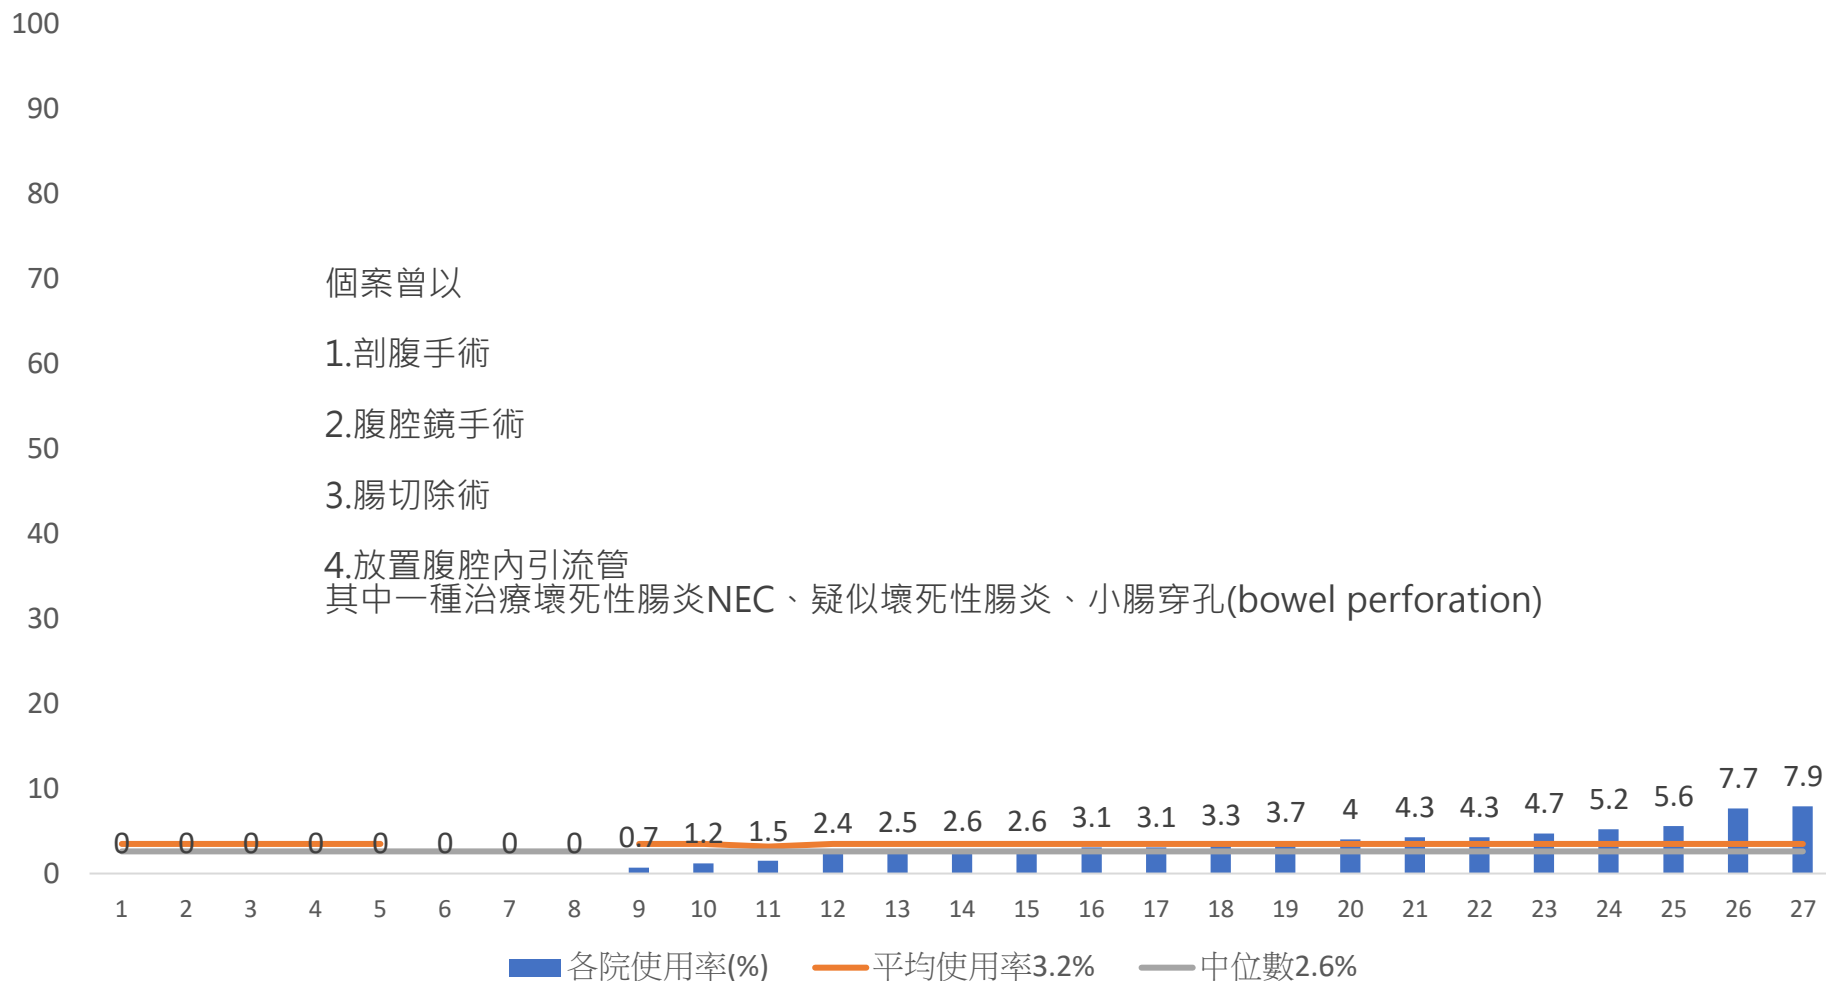 100
90
80
70
60
50
40
30
20
10
0
個案曾以
1.剖腹手術
2.腹腔鏡手術
3.腸切除術
4.放置腹腔內引流管
其中一種治療壞死性腸炎NEC、疑似壞死性腸炎、小腸穿孔(bowel perforation)
0 0 0 0 0 0 0 0 0.7 1.2 1.5 2.4 2.5 2.6 2.6 3.1 3.1 3.3 3.7 4 4.3 4.3 4.7 5.2 5.6 7.7 7.9
1 2 3 4 5 6 7 8 9 10 11 12 13 14 15 16 17 18 19 20 21 22 23 24 25 26 27
各院使用率(%) 平均使用率3.2% 中位數2.6%